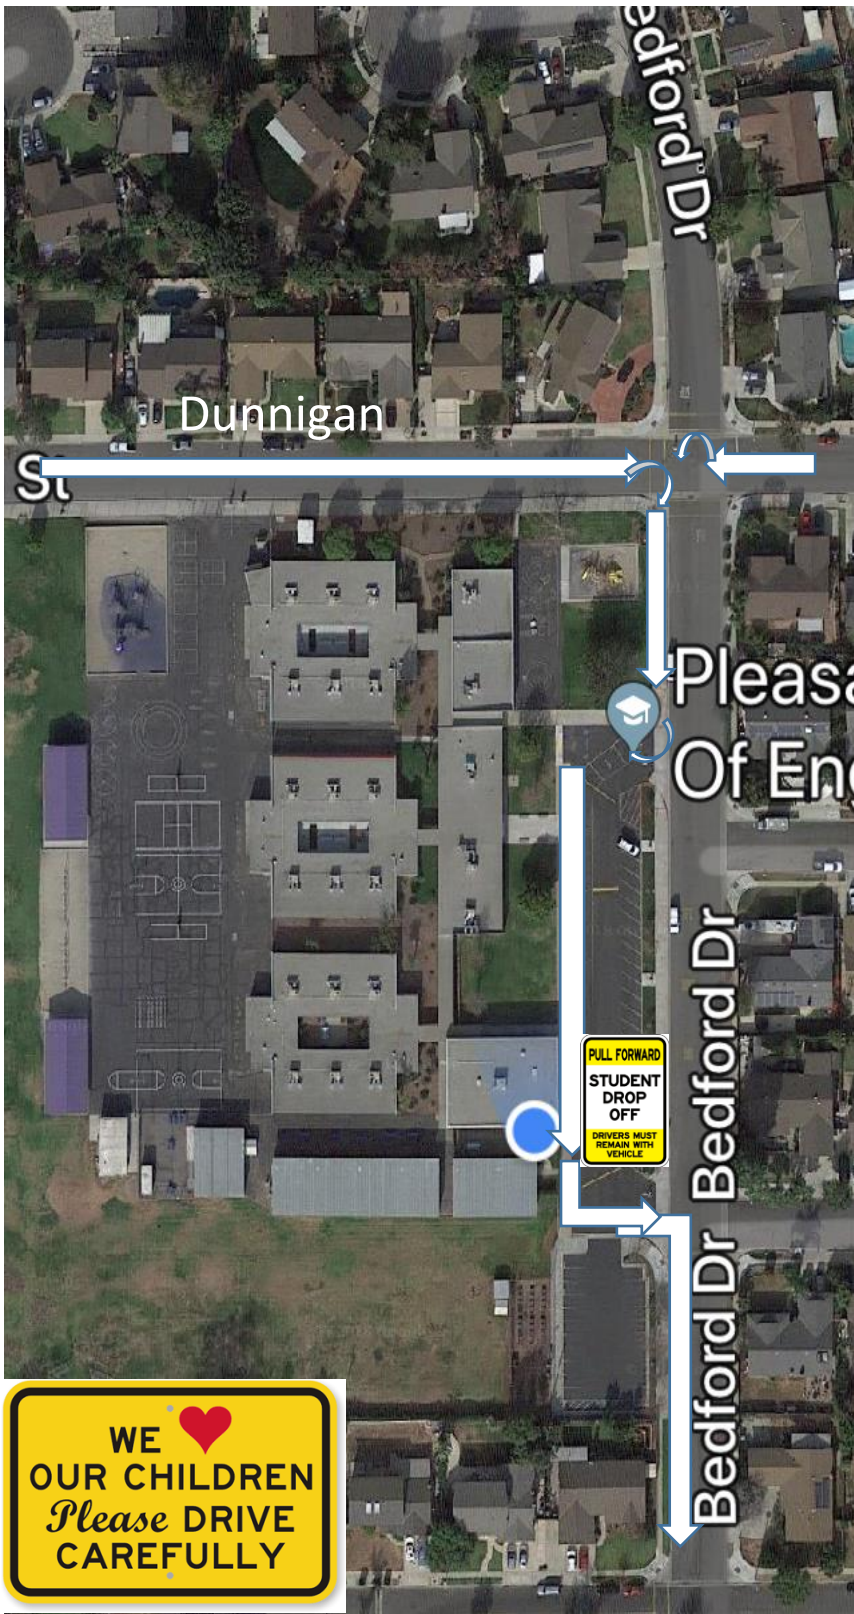 edford Dr
Dunnigan
St
Pleasa
Of Eng
Bedford Dr
PULL FORWARD
STUDENT
DROP
OFF
DRIVERS MUST
REMAIN WITH
VEHICLE
Bedford Dr
WE
OUR CHILDREN
Please DRIVE
CAREFULLY